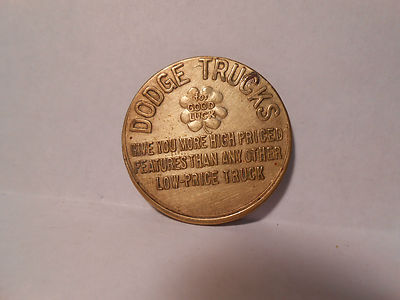 DODGE TRUCKS
for
GOOD
LUCK
GIVE YOU MORE HIGH PRICED
FEATURES THAN ANY OTHER
LOW-PRICE TRUCK